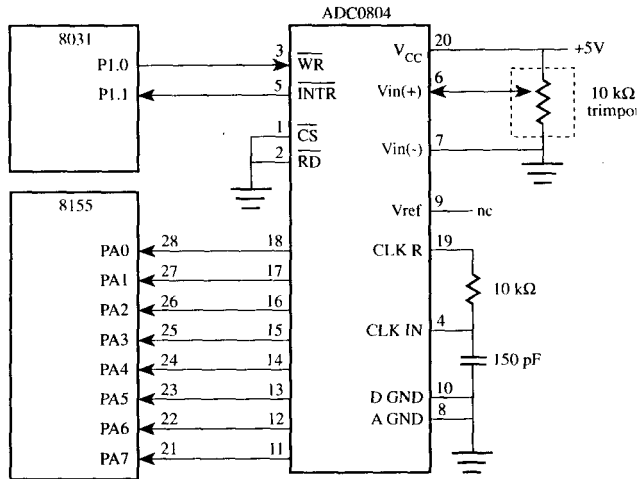 ADC0804
8031
P1.0
P1.1
3 WR
5 INTR
1 CS
2 RD
VCC 20 +5V
Vin(+) 6
10 kΩ
trimpo
Vin(-) 7
Vref 9 nc
CLK R 19
10 kΩ
CLK IN 4
150 pF
D GND 10
A GND 8
8155
PA0 28 18
PA1 27 17
PA2 26 16
PA3 25 15
PA4 24 14
PA5 23 13
PA6 22 12
PA7 21 11